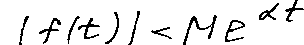 |f(t)| < Me^{αt}